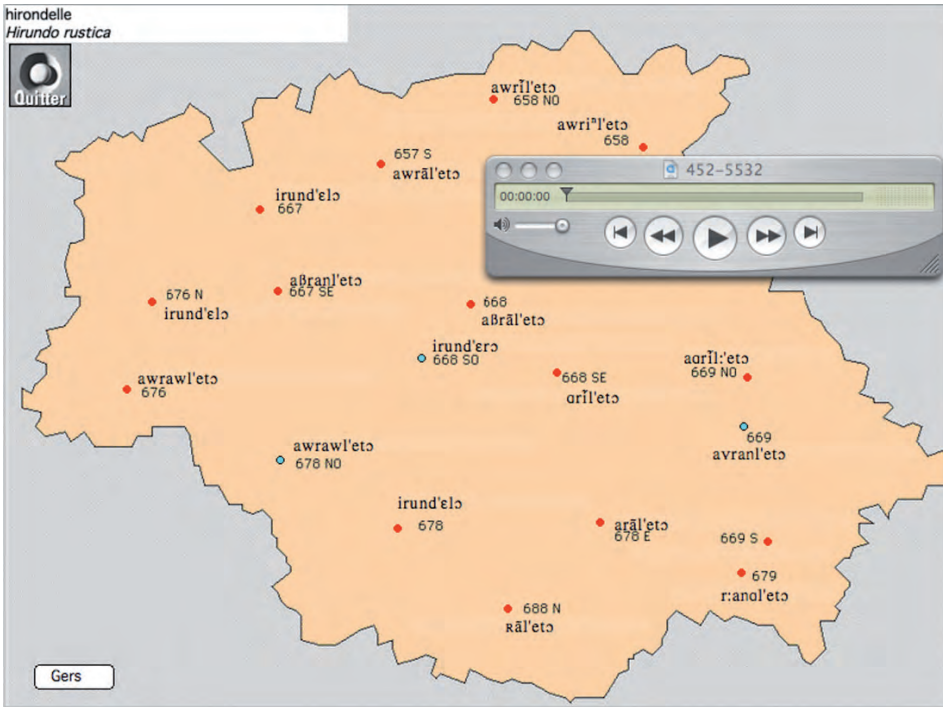 hirondelle
Hirundo rustica
Quitter
awrĩl'etɔ
658 NO
awriⁿl'etɔ
658
657 S
awrãl'etɔ
452-5532
00:00:00
irund'ɛlɔ
667
aβranl'etɔ
667 SE
676 N
irund'ɛlɔ
668
aβrãl'etɔ
irund'ɛrɔ
668 SO
awrawl'etɔ
676
668 SE
ɑrĩl'etɔ
aɑrĩl:'etɔ
669 NO
669
avranl'etɔ
awrawl'etɔ
678 NO
irund'ɛlɔ
678
arãl'etɔ
678 E
669 S
679
r:anɑl'etɔ
688 N
ʀãl'etɔ
Gers